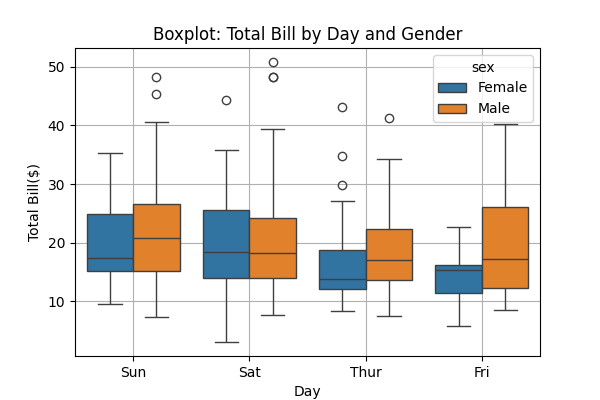 Boxplot: Total Bill by Day and Gender
sex
Female
Male
50
40
30
20
10
Total Bill($)
Sun Sat Thur Fri
Day